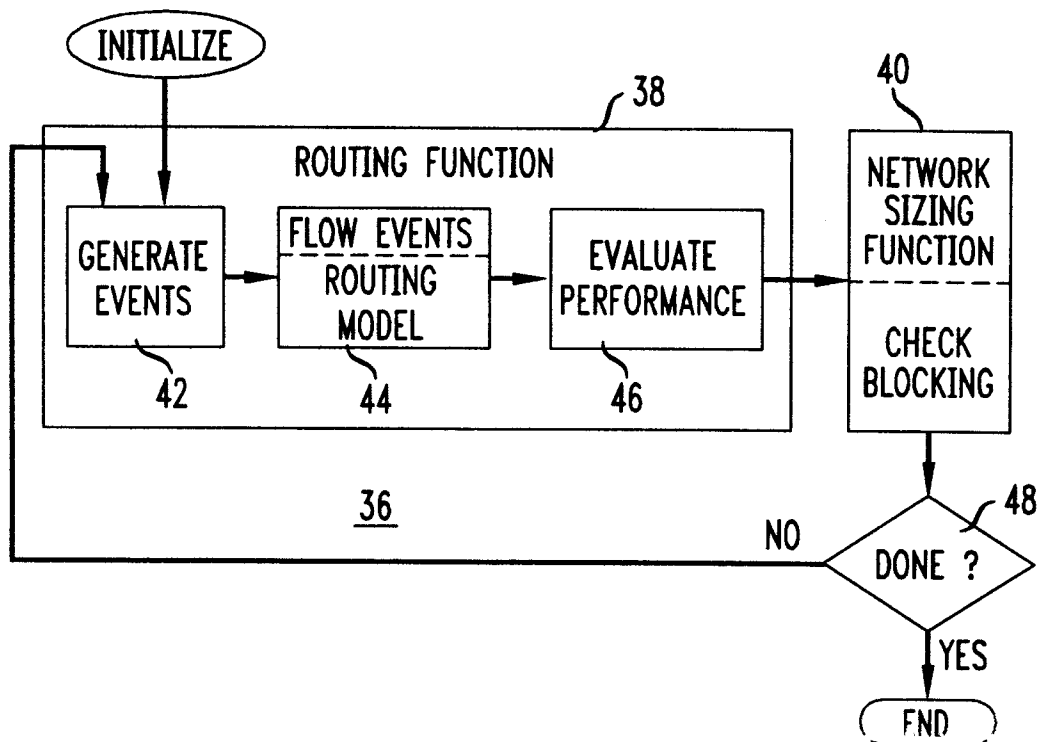 INITIALIZE
38
40
ROUTING FUNCTION
GENERATE
EVENTS
42
FLOW EVENTS
ROUTING
MODEL
44
EVALUATE
PERFORMANCE
46
NETWORK
SIZING
FUNCTION
CHECK
BLOCKING
36
NO
48
DONE ?
YES
END